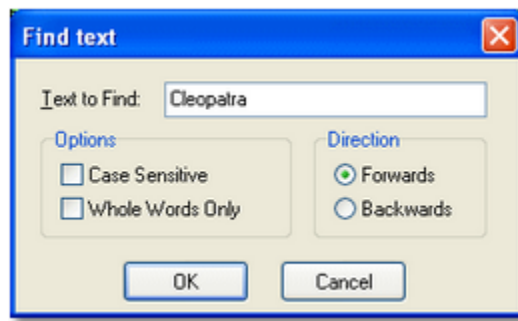 Find text
Text to Find: Cleopatra
Options
Case Sensitive
Whole Words Only
Direction
Forwards
Backwards
OK Cancel